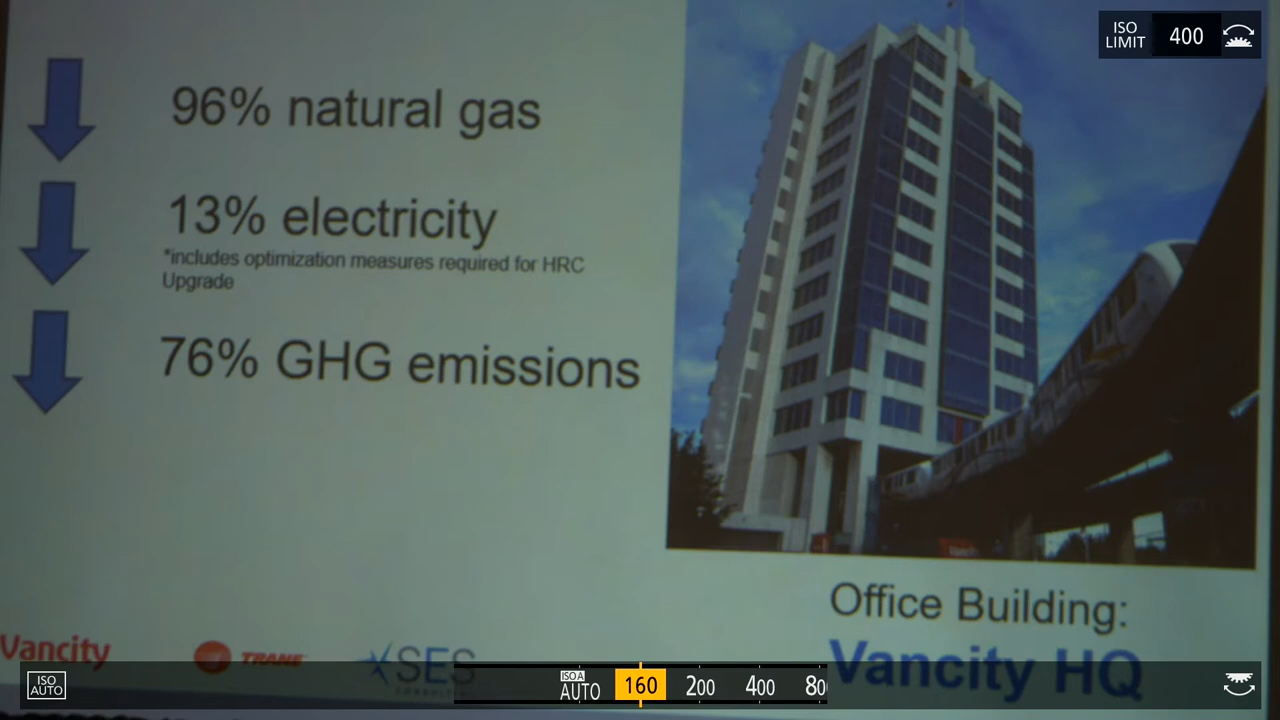 ISO
LIMIT
400
96% natural gas
13% electricity
*includes optimization measures required for HRC
Upgrade
76% GHG emissions
Office Building:
Vancity HQ
Vancity
TRANE
SES
ISO
AUTO
ISO A
AUTO
160
200
400
80